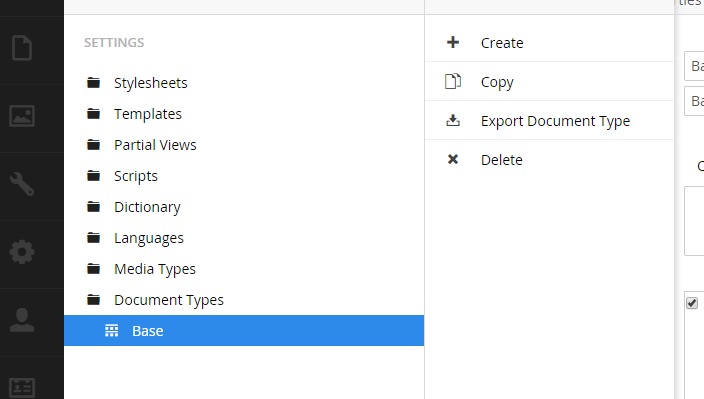 SETTINGS
Stylesheets
Templates
Partial Views
Scripts
Dictionary
Languages
Media Types
Document Types
Base
Create
Copy
Export Document Type
Delete
Ba
Ba